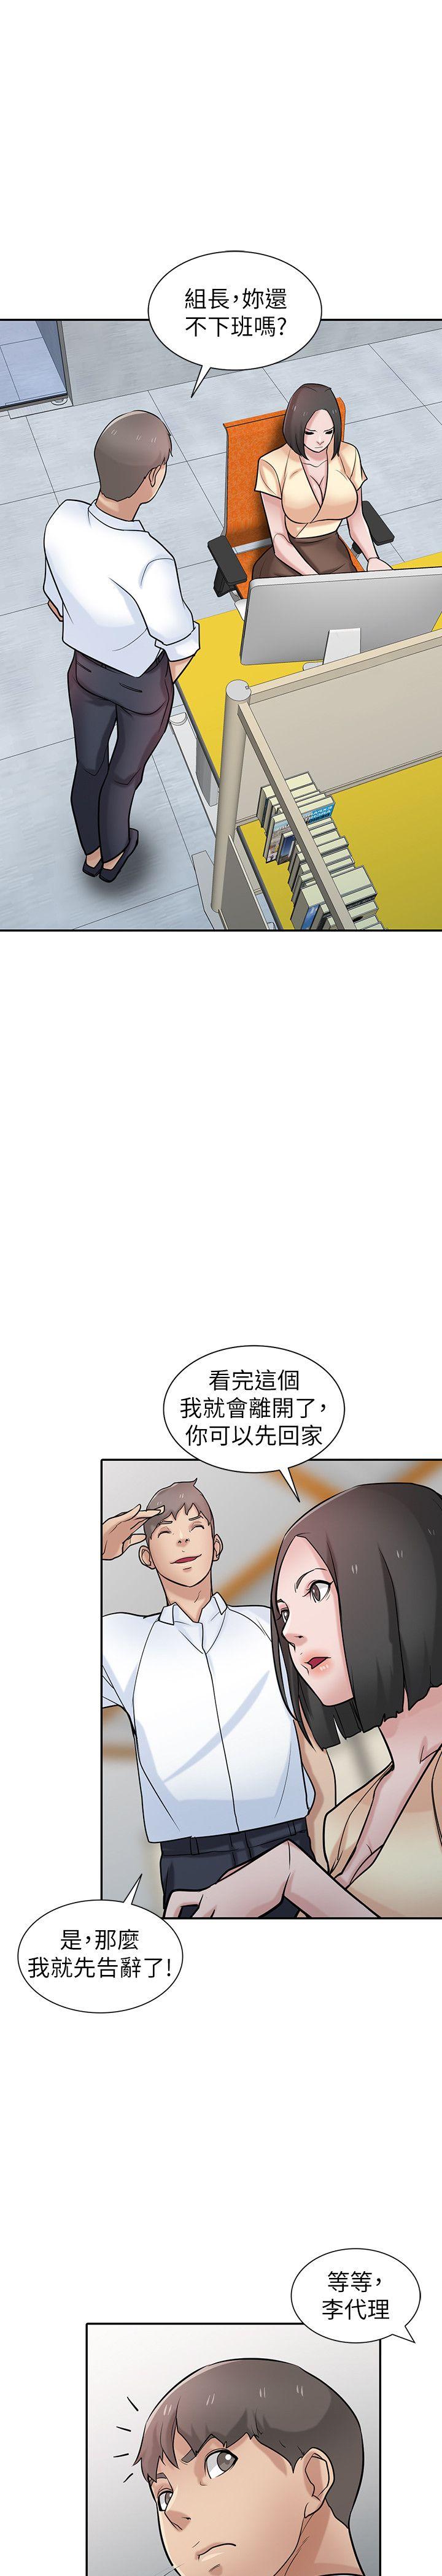 組長，妳還
不下班嗎？
看完這個
我就會離開了，
你可以先回家
是，那麼
我就先告辭了！
等等，
李代理